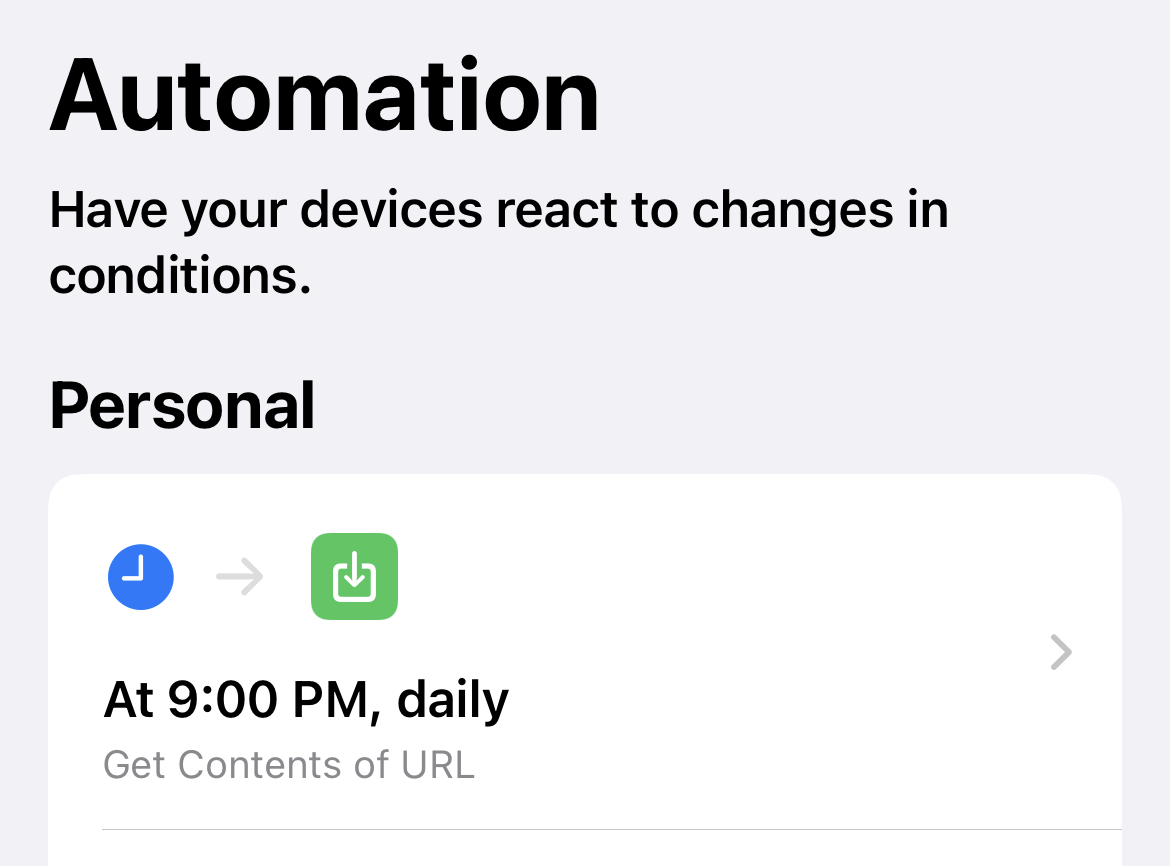 Automation
Have your devices react to changes in
conditions.
Personal
At 9:00 PM, daily
Get Contents of URL